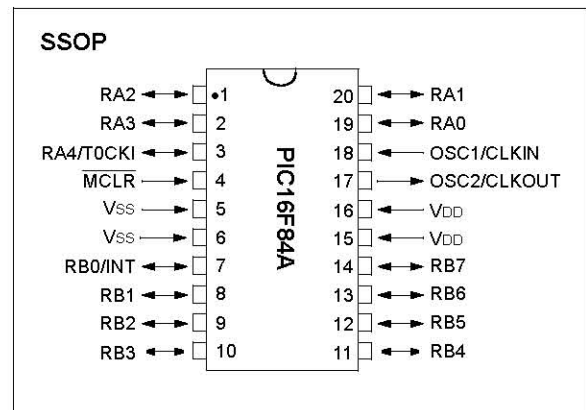 SSOP
RA2 1 20 RA1
RA3 2 19 RA0
RA4/T0CKI 3 18 OSC1/CLKIN
MCLR 4 17 OSC2/CLKOUT
VSS 5 16 VDD
VSS 6 15 VDD
RB0/INT 7 14 RB7
RB1 8 13 RB6
RB2 9 12 RB5
RB3 10 11 RB4
PIC16F84A